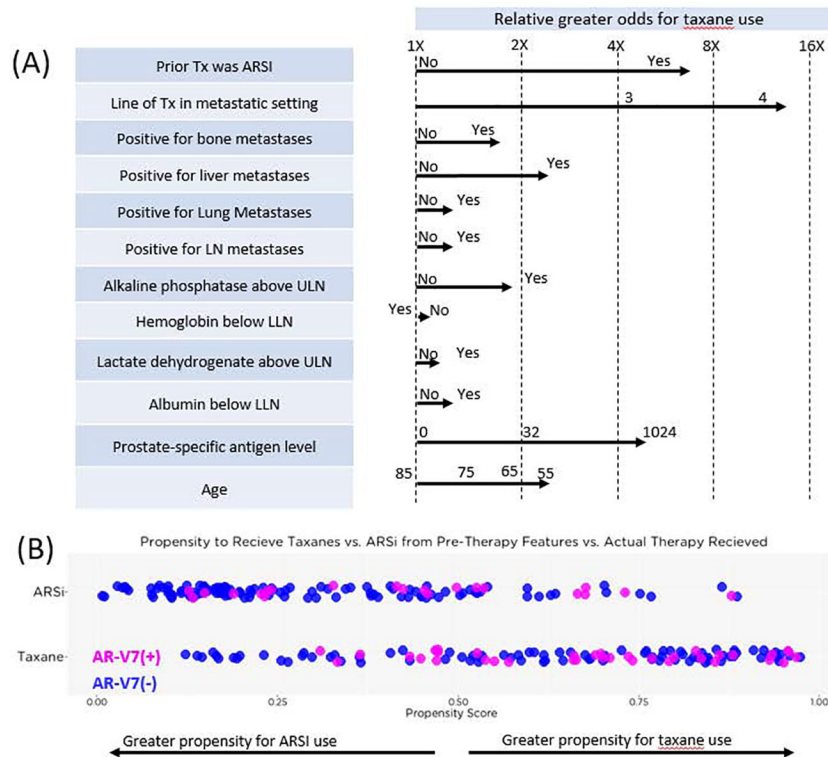 Relative greater odds for taxane use
(A)
1X 2X 4X 8X 16X
Prior Tx was ARSI No Yes
Line of Tx in metastatic setting 3 4
Positive for bone metastases No Yes
Positive for liver metastases No Yes
Positive for Lung Metastases No Yes
Positive for LN metastases No Yes
Alkaline phosphatase above ULN No Yes
Hemoglobin below LLN Yes No
Lactate dehydrogenate above ULN No Yes
Albumin below LLN No Yes
Prostate-specific antigen level 0 32 1024
Age 85 75 65 55
(B)
Propensity to Recieve Taxanes vs. ARSi from Pre-Therapy Features vs. Actual Therapy Recieved
ARSi
Taxane
AR-V7(+)
AR-V7(-)
0.00 0.25 0.50 0.75 1.00
Propensity Score
Greater propensity for ARSI use Greater propensity for taxane use